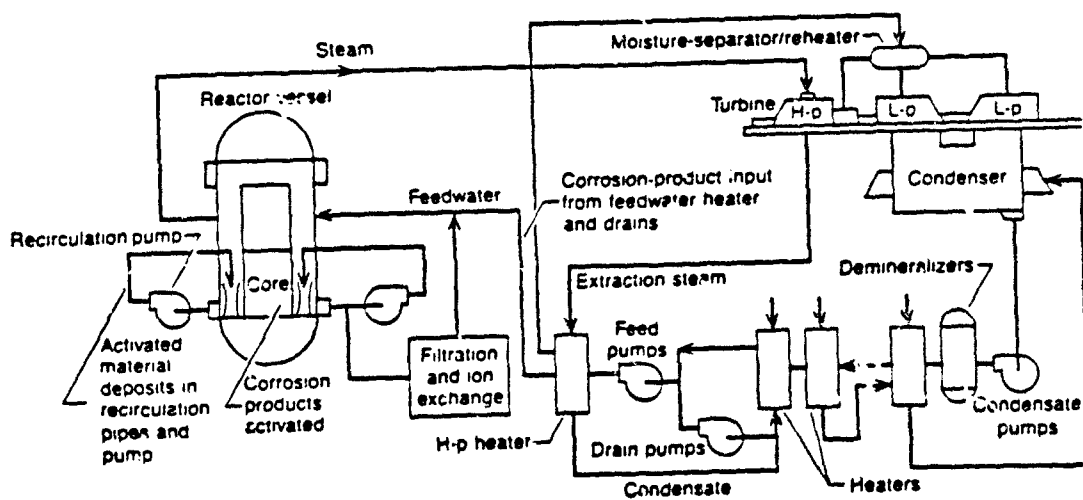 Steam
Moisture-separator/reheater
Reactor vessel
Turbine
H-p
L-p
L-p
Feedwater
Corrosion-product input
from feedwater heater
and drains
Condenser
Recirculation pump
Core
Extraction steam
Demineralizers
Activated
material
deposits in
recirculation
pipes and
pump
Corrosion
products
activated
Filtration
and ion
exchange
Feed
pumps
H-p heater
Drain pumps
Condensate
Heaters
Condensate
pumps